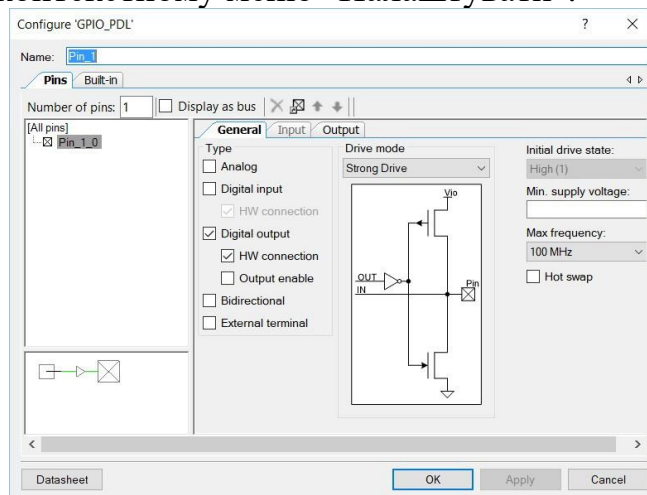 контекстному меню "Налаштувати".
Configure 'GPIO_PDL'
Name: Pin_1
Pins Built-in
Number of pins: 1 Display as bus
[All pins]
Pin_1_0
General Input Output
Type
Analog
Digital input
HW connection
Digital output
HW connection
Output enable
Bidirectional
External terminal
Drive mode
Strong Drive
Vio
OUT
IN
Pin
Initial drive state:
High (1)
Min. supply voltage:
Max frequency:
100 MHz
Hot swap
Datasheet OK Apply Cancel